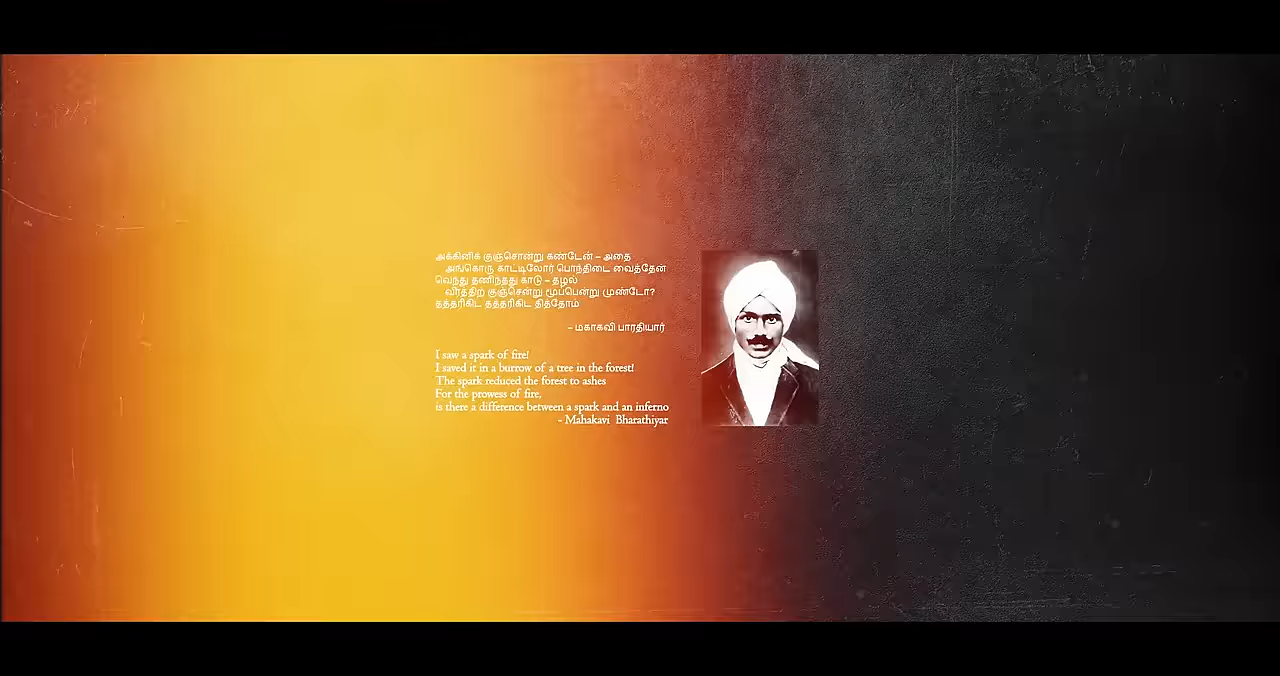 அக்கினிக் குஞ்சொன்று கண்டேன் – அதை
அங்கொரு காட்டிலோர் பொந்திடை வைத்தேன்
வெந்து தணிந்தது காடு – தழல்
வீரத்திற் குஞ்சென்று மூப்பென்று முண்டோ?
தத்தரிகிட தத்தரிகிட தித்தோம்
– மகாகவி பாரதியார்
I saw a spark of fire!
I saved it in a burrow of a tree in the forest!
The spark reduced the forest to ashes
For the prowess of fire,
is there a difference between a spark and an inferno
- Mahakavi Bharathiyar